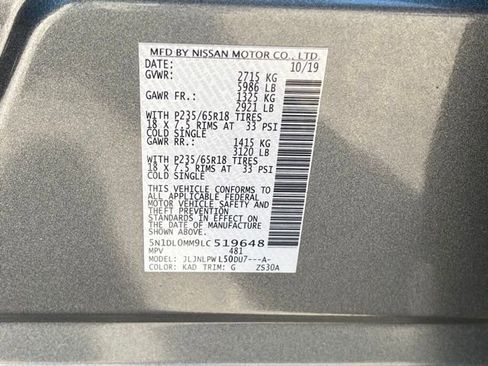 MFD BY NISSAN MOTOR CO., LTD.
DATE: 10/19
GVWR: 2715 KG
5986 LB
GAWR FR.: 1325 KG
2921 LB
WITH P235/65R18 TIRES
18 X 7.5 RIMS AT 33 PSI
COLD SINGLE
GAWR RR.: 1415 KG
3120 LB
WITH P235/65R18 TIRES
18 X 7.5 RIMS AT 33 PSI
COLD SINGLE
THIS VEHICLE CONFORMS TO
ALL APPLICABLE FEDERAL
MOTOR VEHICLE SAFETY AND
THEFT PREVENTION
STANDARDS IN EFFECT ON
THE DATE OF MANUFACTURE
SHOWN ABOVE.
5N1DL0MM9LC 519648
MPV 481
MODEL: JLJNLPWL50DU7---A-
COLOR: KAD TRIM: G ZS30A